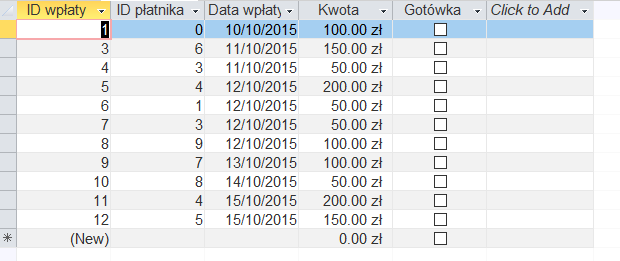 ID wpłaty ID płatnika Data wpłaty Kwota Gotówka Click to Add
1 0 10/10/2015 100.00 zł
3 6 11/10/2015 150.00 zł
4 3 11/10/2015 50.00 zł
5 4 12/10/2015 200.00 zł
6 1 12/10/2015 50.00 zł
7 3 12/10/2015 50.00 zł
8 9 12/10/2015 100.00 zł
9 7 13/10/2015 100.00 zł
10 8 14/10/2015 50.00 zł
11 4 15/10/2015 200.00 zł
12 5 15/10/2015 150.00 zł
* (New) 0.00 zł